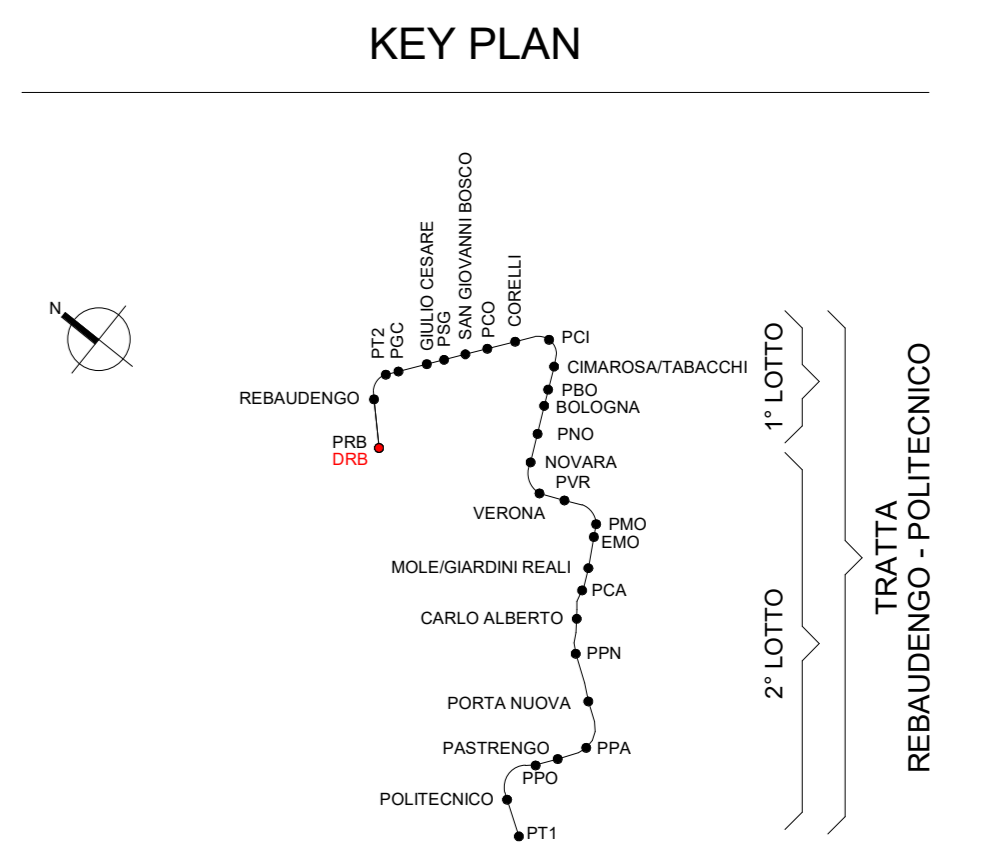 KEY PLAN
N
PT2
PGC
GIULIO CESARE
PSG
SAN GIOVANNI BOSCO
PCO
CORELLI
PCI
CIMAROSA/TABACCHI
REBAUDENGO
PBO
BOLOGNA
PRB
DRB
PNO
NOVARA
PVR
VERONA
PMO
EMO
MOLE/GIARDINI REALI
PCA
CARLO ALBERTO
PPN
PORTA NUOVA
PASTRENGO
PPA
PPO
POLITECNICO
PT1
1° LOTTO
2° LOTTO
TRATTA
REBAUDENGO - POLITECNICO